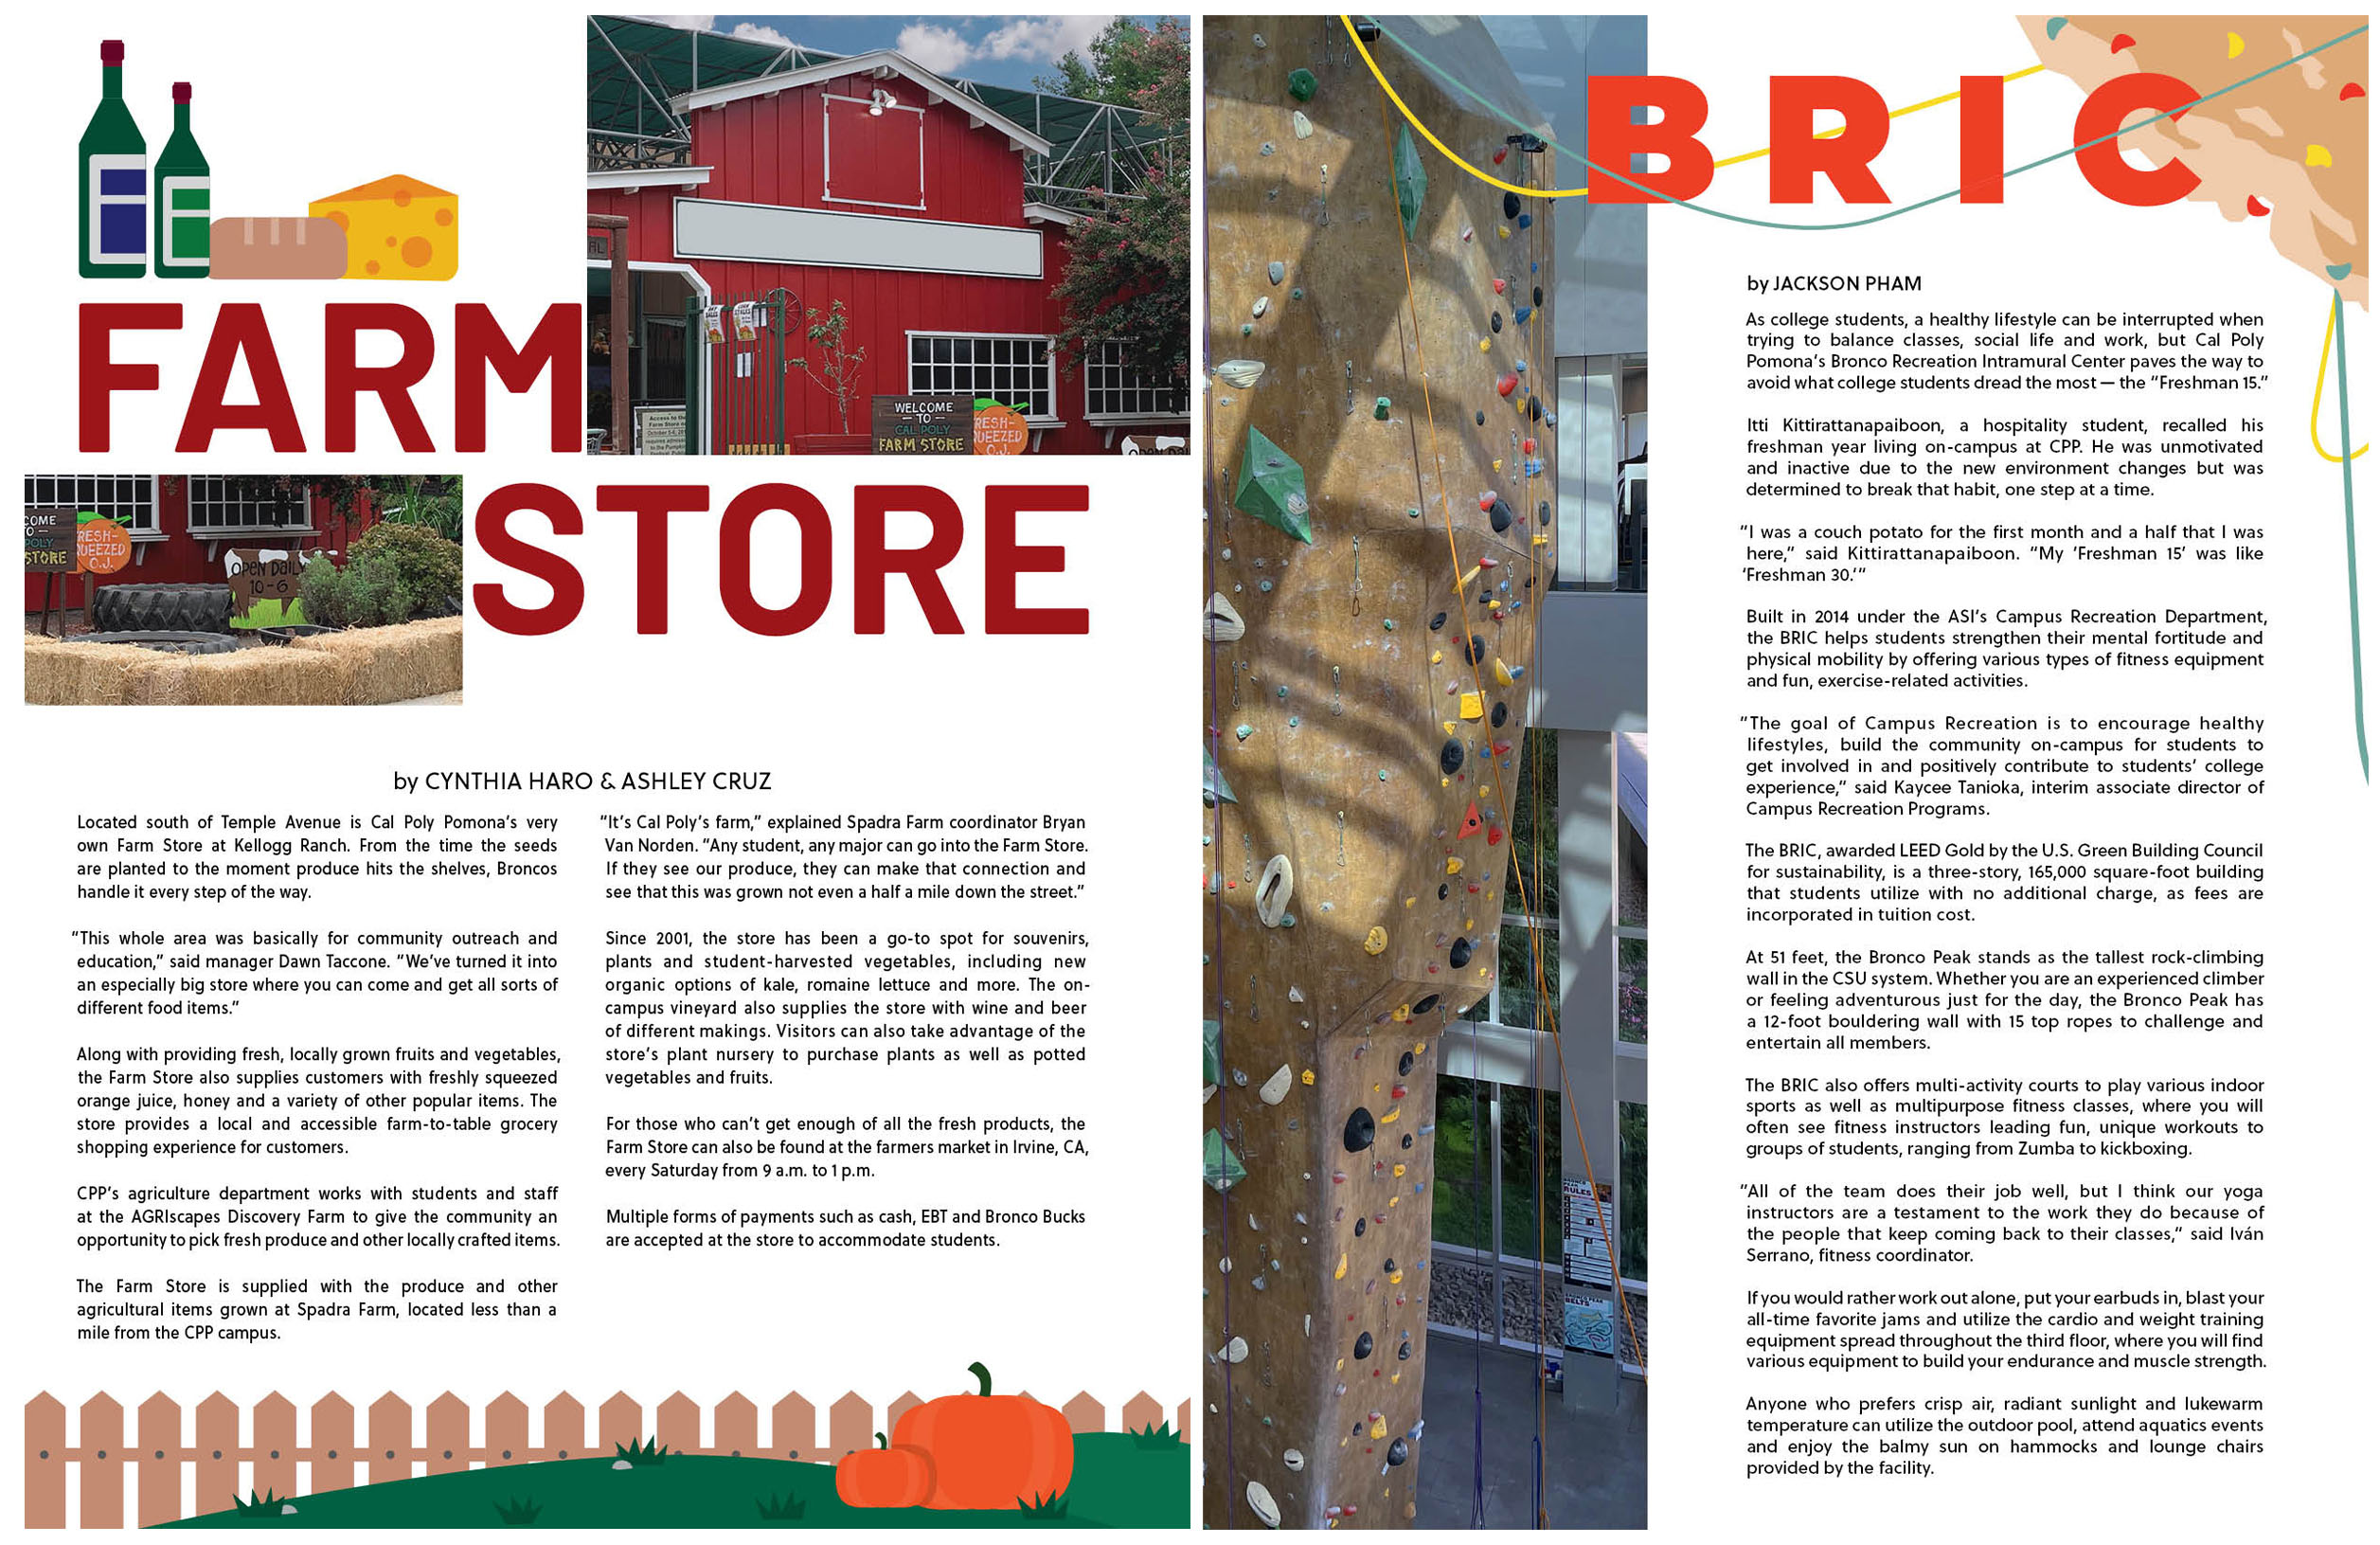 FARM
STORE
WELCOME
TO
CAL POLY
FARM STORE
FRESH-
SQUEEZED
O.J.
OPEN DAILY
COME
TO
POLY
STORE
RESH-
UEEZED
O.J.
OPEN DAILY
10-6
by CYNTHIA HARO & ASHLEY CRUZ
Located south of Temple Avenue is Cal Poly Pomona's very
own Farm Store at Kellogg Ranch. From the time the seeds
are planted to the moment produce hits the shelves, Broncos
handle it every step of the way.
"This whole area was basically for community outreach and
education," said manager Dawn Taccone. "We've turned it into
an especially big store where you can come and get all sorts of
different food items."
Along with providing fresh, locally grown fruits and vegetables,
the Farm Store also supplies customers with freshly squeezed
orange juice, honey and a variety of other popular items. The
store provides a local and accessible farm-to-table grocery
shopping experience for customers.
CPP's agriculture department works with students and staff
at the AGRIscapes Discovery Farm to give the community an
opportunity to pick fresh produce and other locally crafted items.
The Farm Store is supplied with the produce and other
agricultural items grown at Spadra Farm, located less than a
mile from the CPP campus.
"It's Cal Poly's farm," explained Spadra Farm coordinator Bryan
Van Norden. "Any student, any major can go into the Farm Store.
If they see our produce, they can make that connection and
see that this was grown not even a half a mile down the street."
Since 2001, the store has been a go-to spot for souvenirs,
plants and student-harvested vegetables, including new
organic options of kale, romaine lettuce and more. The on-
campus vineyard also supplies the store with wine and beer
of different makings. Visitors can also take advantage of the
store's plant nursery to purchase plants as well as potted
vegetables and fruits.
For those who can't get enough of all the fresh products, the
Farm Store can also be found at the farmers market in Irvine, CA,
every Saturday from 9 a.m. to 1 p.m.
Multiple forms of payments such as cash, EBT and Bronco Bucks
are accepted at the store to accommodate students.
BRIC
by JACKSON PHAM
As college students, a healthy lifestyle can be interrupted when
trying to balance classes, social life and work, but Cal Poly
Pomona's Bronco Recreation Intramural Center paves the way to
avoid what college students dread the most — the "Freshman 15."
Itti Kittirattanapaiboon, a hospitality student, recalled his
freshman year living on-campus at CPP. He was unmotivated
and inactive due to the new environment changes but was
determined to break that habit, one step at a time.
"I was a couch potato for the first month and a half that I was
here," said Kittirattanapaiboon. "My 'Freshman 15' was like
'Freshman 30.'"
Built in 2014 under the ASI's Campus Recreation Department,
the BRIC helps students strengthen their mental fortitude and
physical mobility by offering various types of fitness equipment
and fun, exercise-related activities.
"The goal of Campus Recreation is to encourage healthy
lifestyles, build the community on-campus for students to
get involved in and positively contribute to students' college
experience," said Kaycee Tanioka, interim associate director of
Campus Recreation Programs.
The BRIC, awarded LEED Gold by the U.S. Green Building Council
for sustainability, is a three-story, 165,000 square-foot building
that students utilize with no additional charge, as fees are
incorporated in tuition cost.
At 51 feet, the Bronco Peak stands as the tallest rock-climbing
wall in the CSU system. Whether you are an experienced climber
or feeling adventurous just for the day, the Bronco Peak has
a 12-foot bouldering wall with 15 top ropes to challenge and
entertain all members.
The BRIC also offers multi-activity courts to play various indoor
sports as well as multipurpose fitness classes, where you will
often see fitness instructors leading fun, unique workouts to
groups of students, ranging from Zumba to kickboxing.
"All of the team does their job well, but I think our yoga
instructors are a testament to the work they do because of
the people that keep coming back to their classes," said Iván
Serrano, fitness coordinator.
If you would rather work out alone, put your earbuds in, blast your
all-time favorite jams and utilize the cardio and weight training
equipment spread throughout the third floor, where you will find
various equipment to build your endurance and muscle strength.
Anyone who prefers crisp air, radiant sunlight and lukewarm
temperature can utilize the outdoor pool, attend aquatics events
and enjoy the balmy sun on hammocks and lounge chairs
provided by the facility.